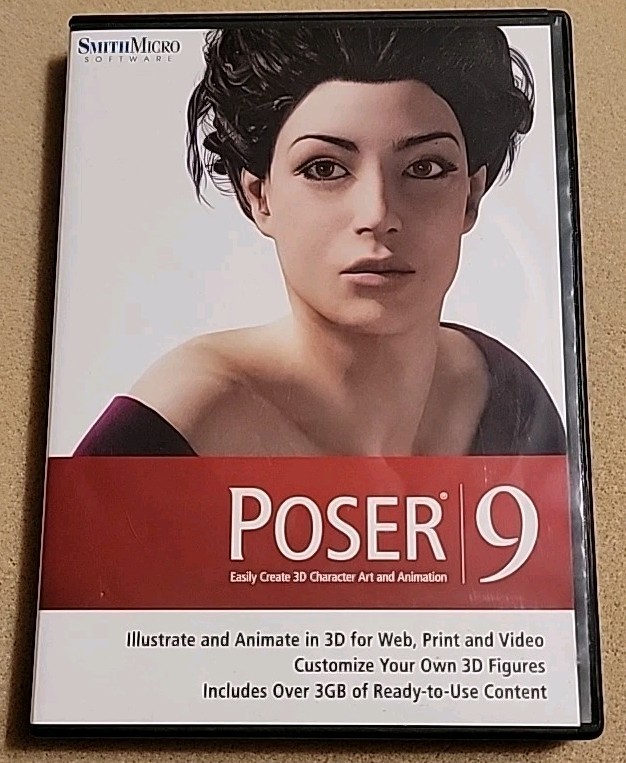 SMITHMICRO
SOFTWARE
POSER® 9
Easily Create 3D Character Art and Animation
Illustrate and Animate in 3D for Web, Print and Video
Customize Your Own 3D Figures
Includes Over 3GB of Ready-to-Use Content